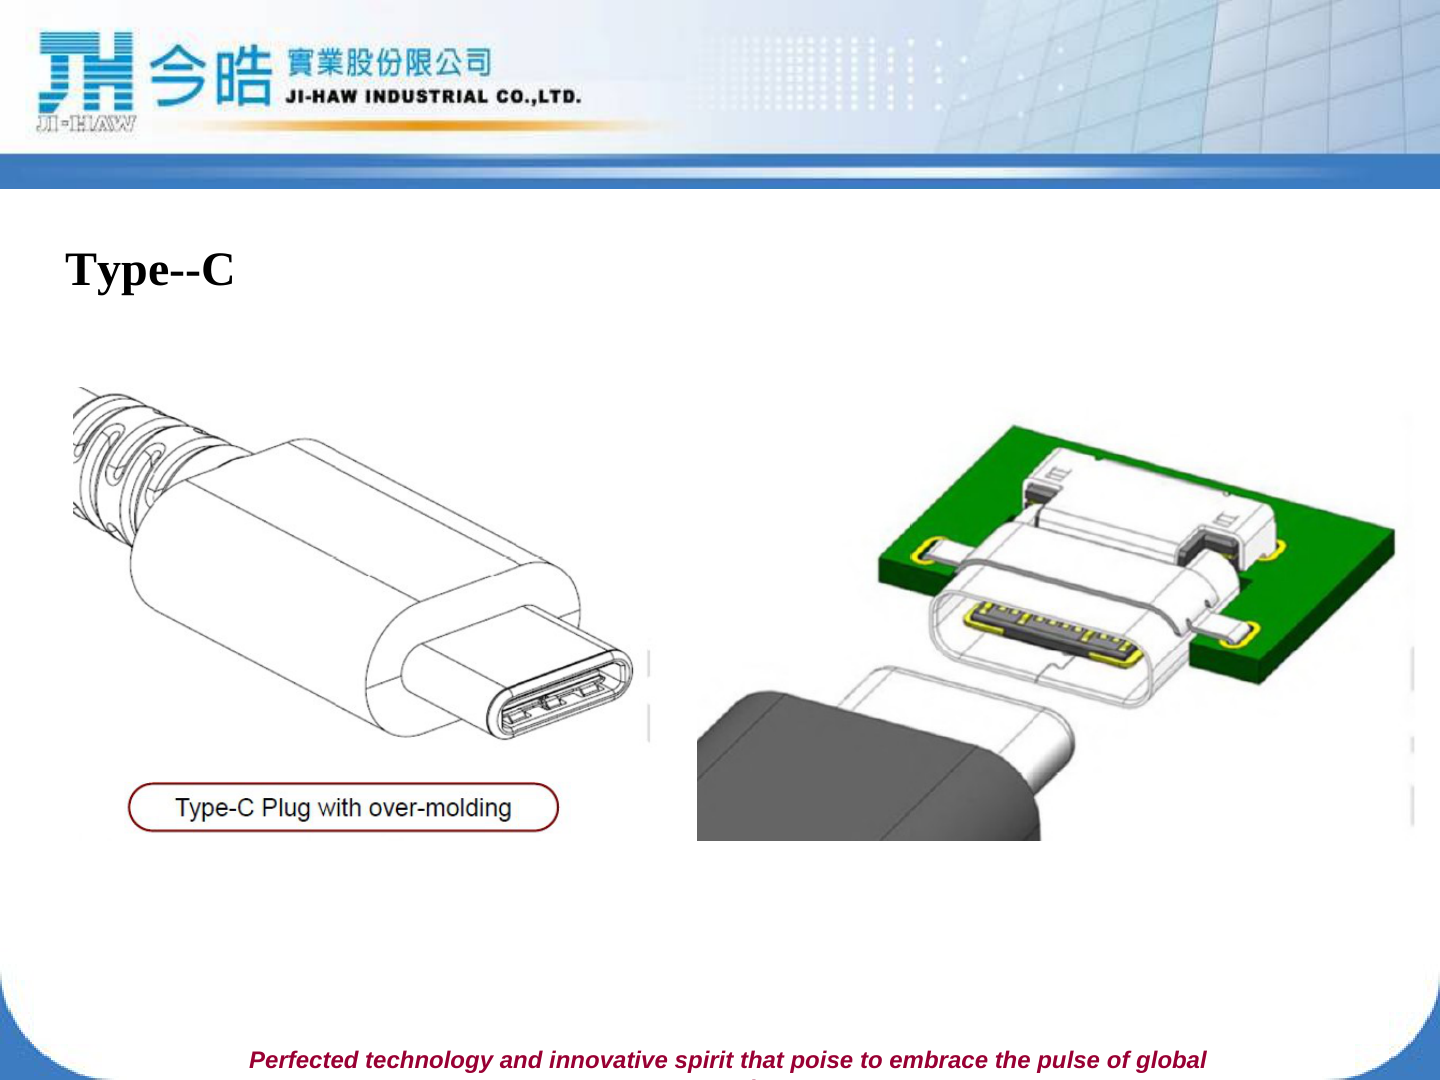 JH
JI-HAW
今皓
實業股份限公司
JI-HAW INDUSTRIAL CO.,LTD.
Type--C
Type-C Plug with over-molding
Perfected technology and innovative spirit that poise to embrace the pulse of global